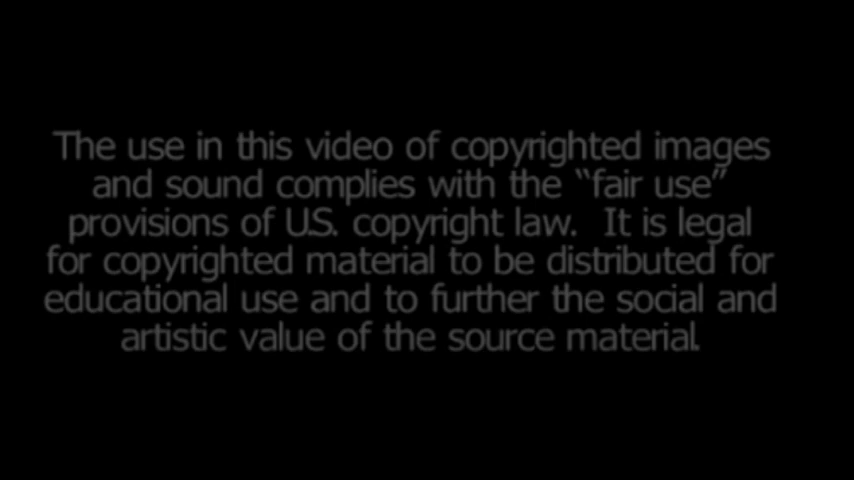 The use in this video of copyrighted images
and sound complies with the “fair use”
provisions of U.S. copyright law.  It is legal
for copyrighted material to be distributed for
educational use and to further the social and
artistic value of the source material.